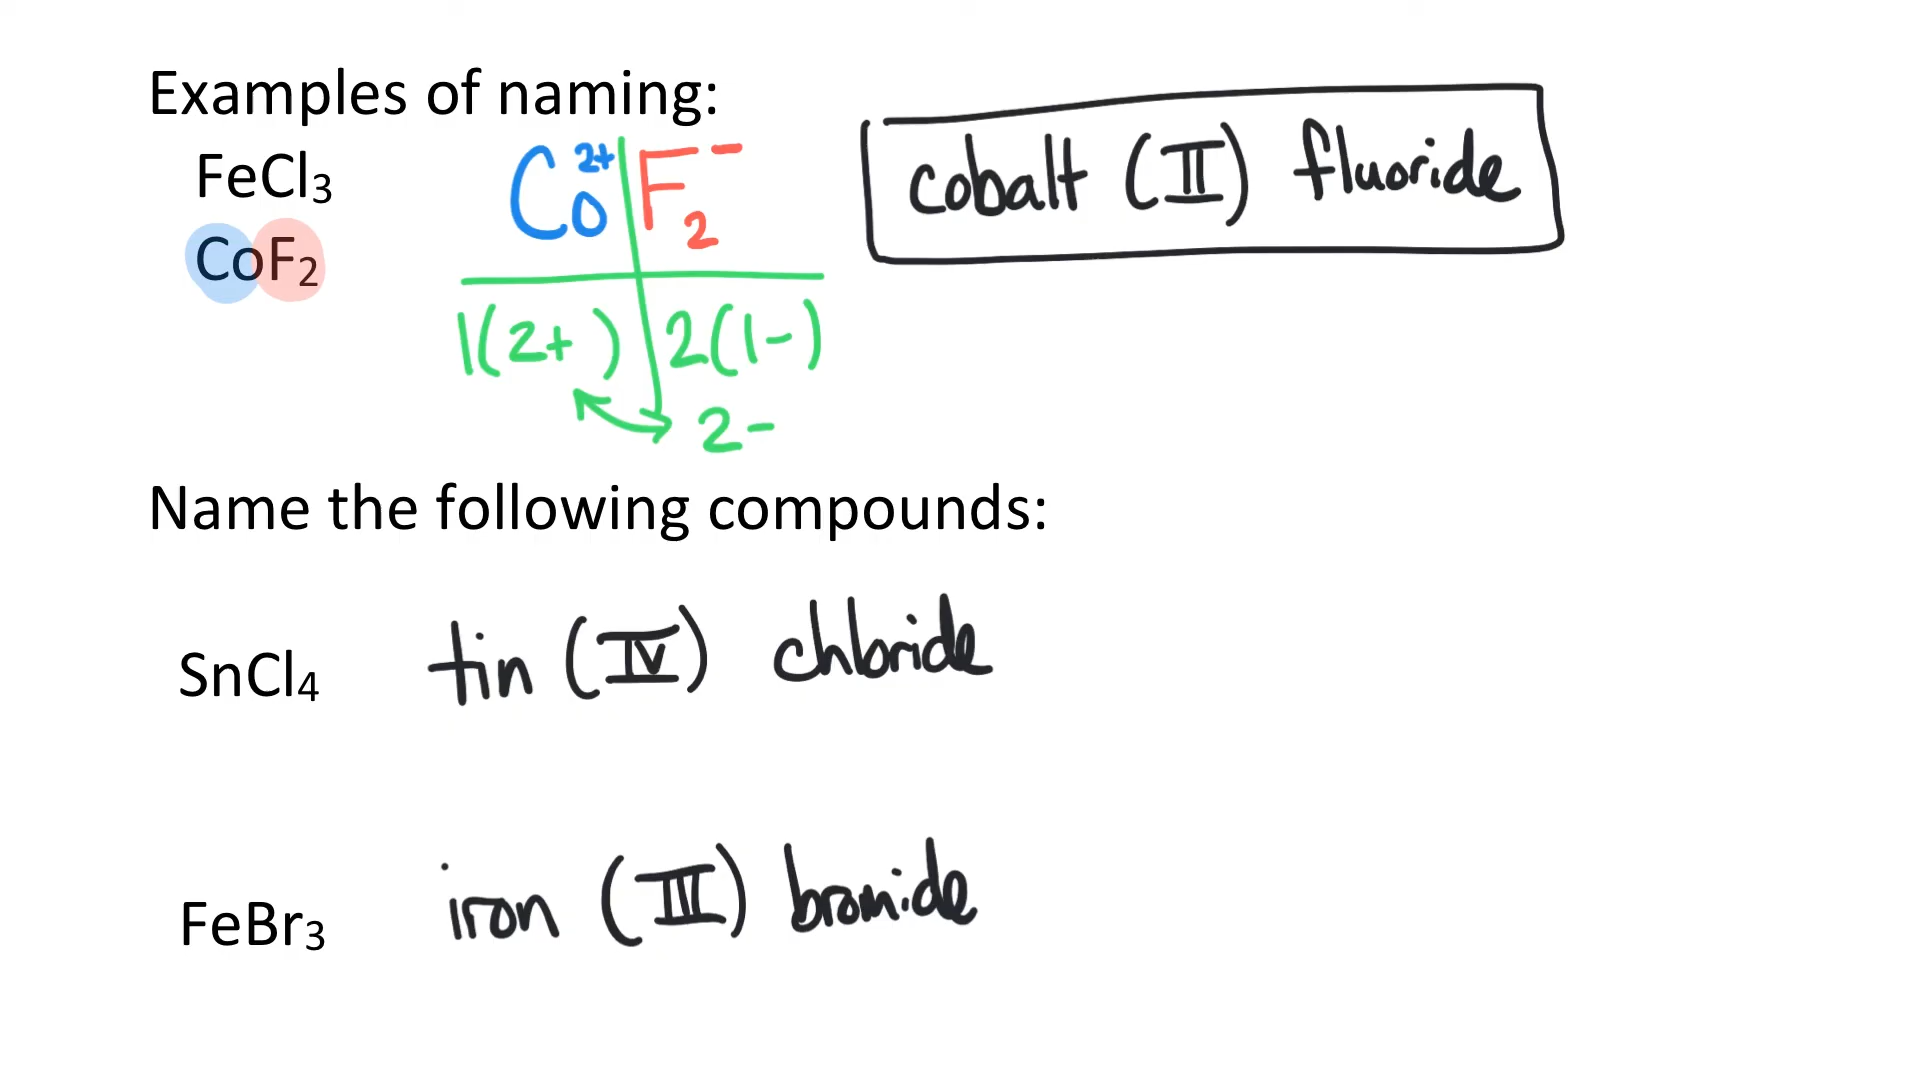 Examples of naming:
FeCl₃
CoF₂
Co²⁺ F⁻₂
1(2+) 2(1-)
2-
cobalt (II) fluoride
Name the following compounds:
SnCl₄ tin (IV) chloride
FeBr₃ iron (III) bromide